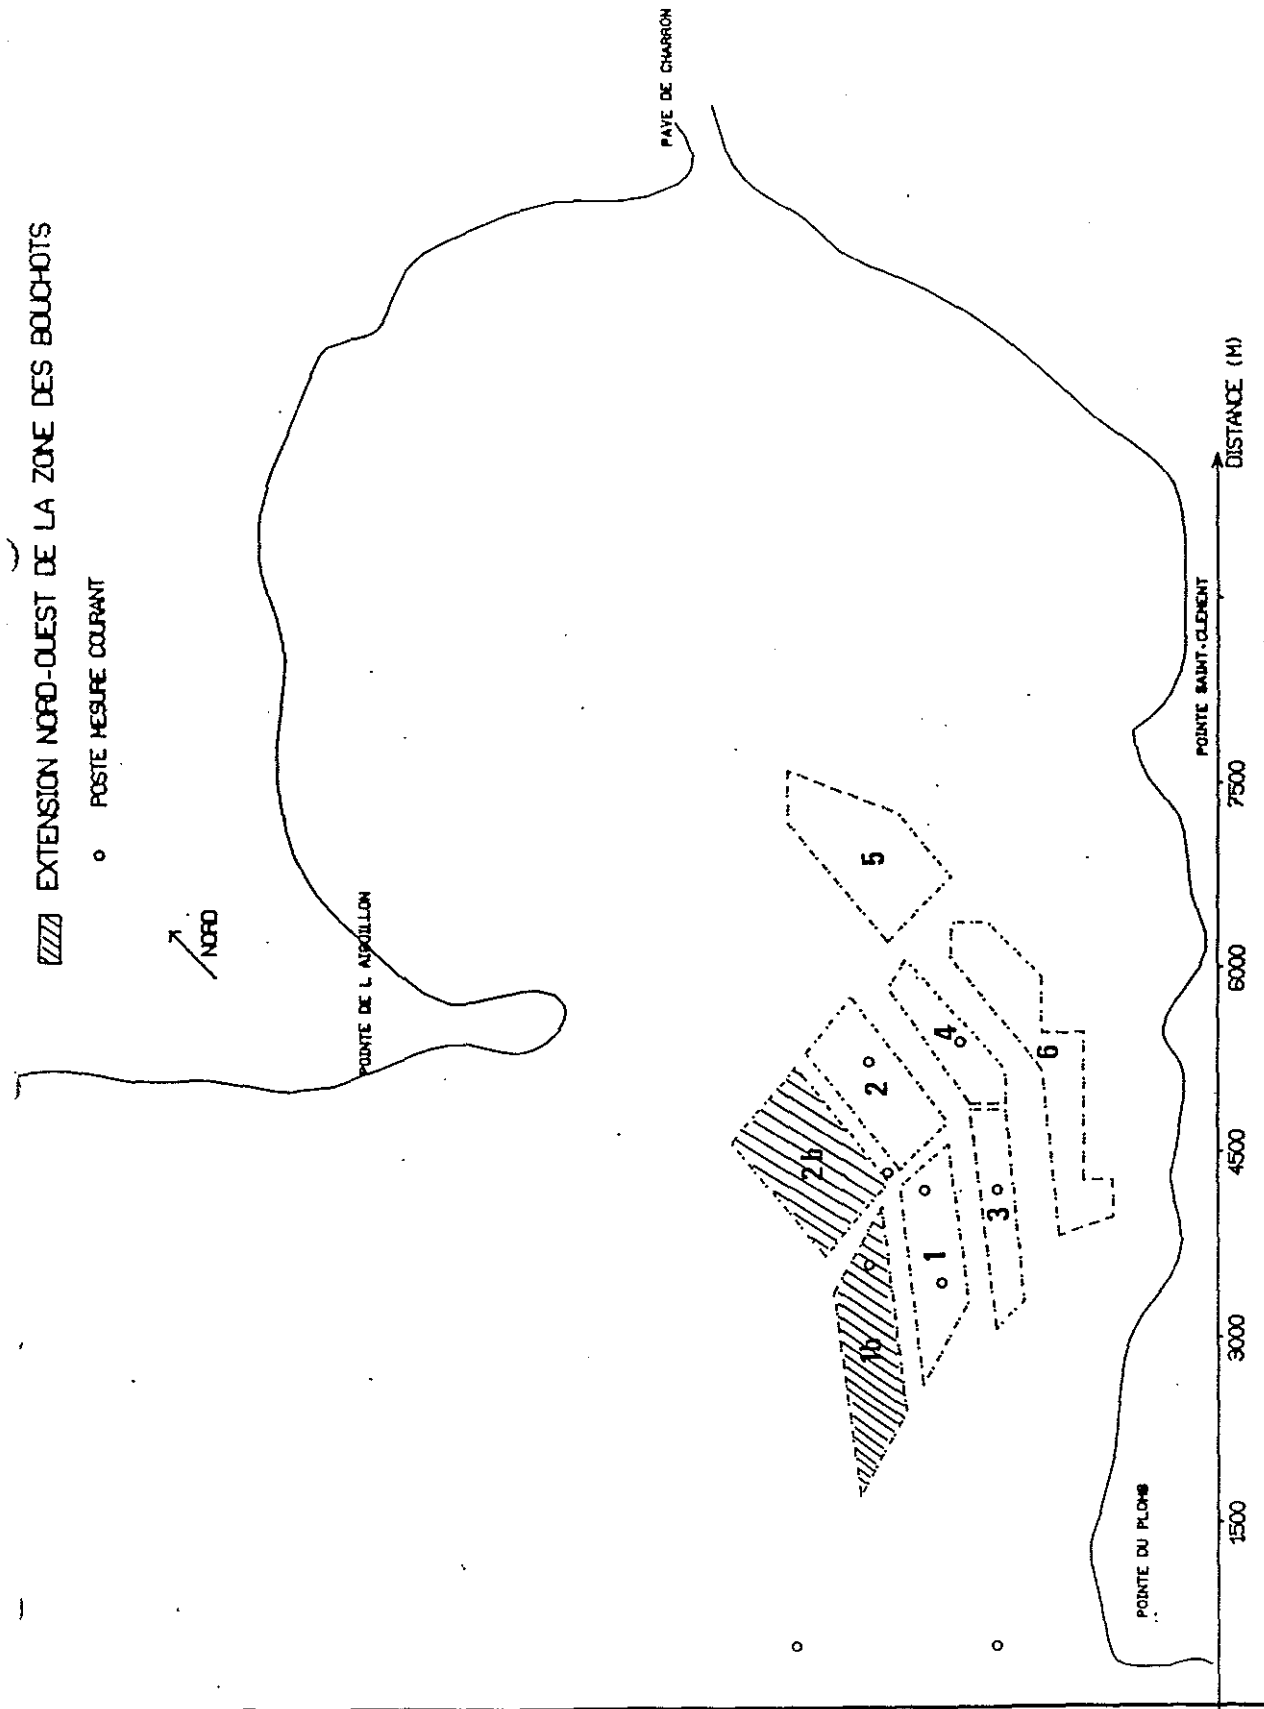 EXTENSION NORD-OUEST DE LA ZONE DES BOUCHOTS
POSTE MESURE COURANT
NORD
PAVE DE CHARRON
POINTE DE L AIGUILLON
5
2
4
2b
6
1
3
1b
POINTE SAINT-CLEMENT
POINTE DU PLOMB
1500
3000
4500
6000
7500
DISTANCE (M)